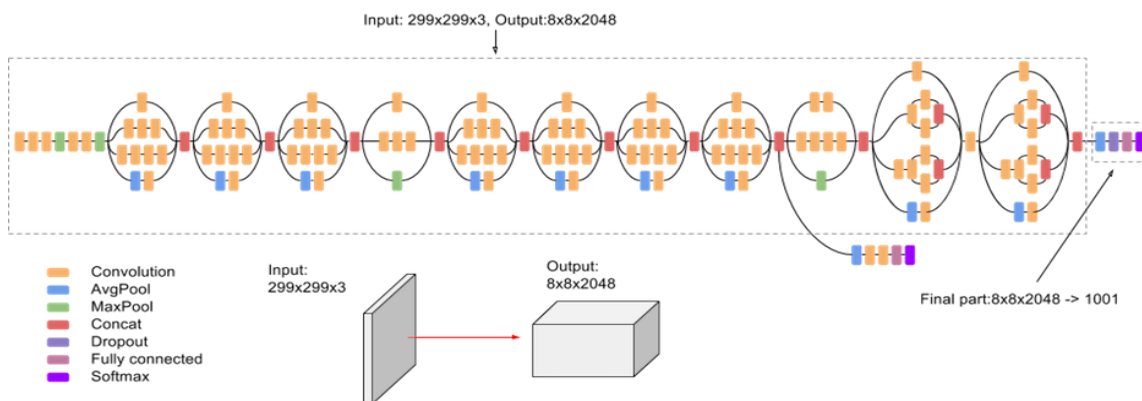 Input: 299x299x3, Output:8x8x2048
Convolution
AvgPool
MaxPool
Concat
Dropout
Fully connected
Softmax
Input:
299x299x3
Output:
8x8x2048
Final part:8x8x2048 -> 1001